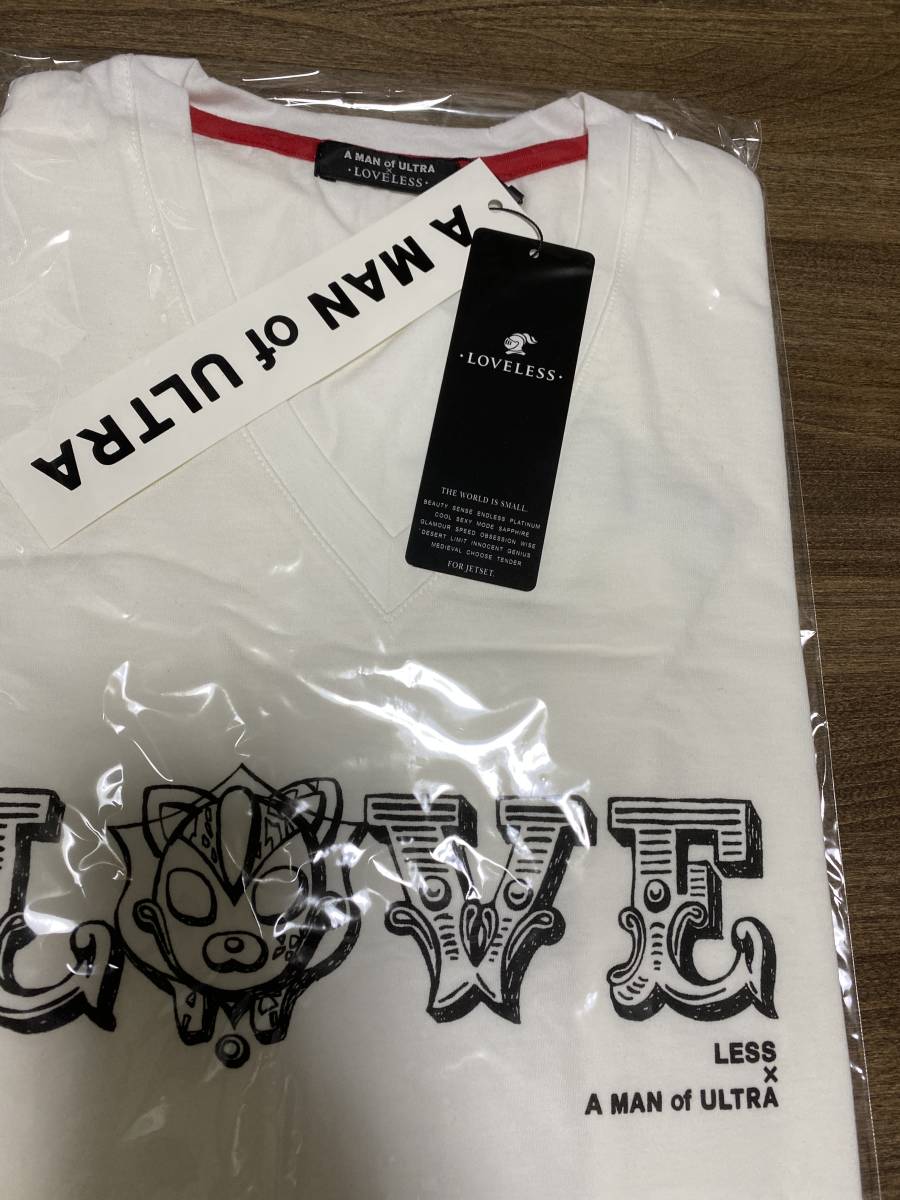 A MAN of ULTRA
×
·LOVELESS·
A MAN of ULTRA
·LOVELESS·
THE WORLD IS SMALL.
BEAUTY SENSE ENDLESS PLATINUM
COOL SEXY MODE SAPPHIRE
GLAMOUR SPEED OBSESSION WISE
DESERT LIMIT INNOCENT GENIUS
MEDIEVAL CHOOSE TENDER
FOR JETSET.
L VE
LESS
×
A MAN of ULTRA